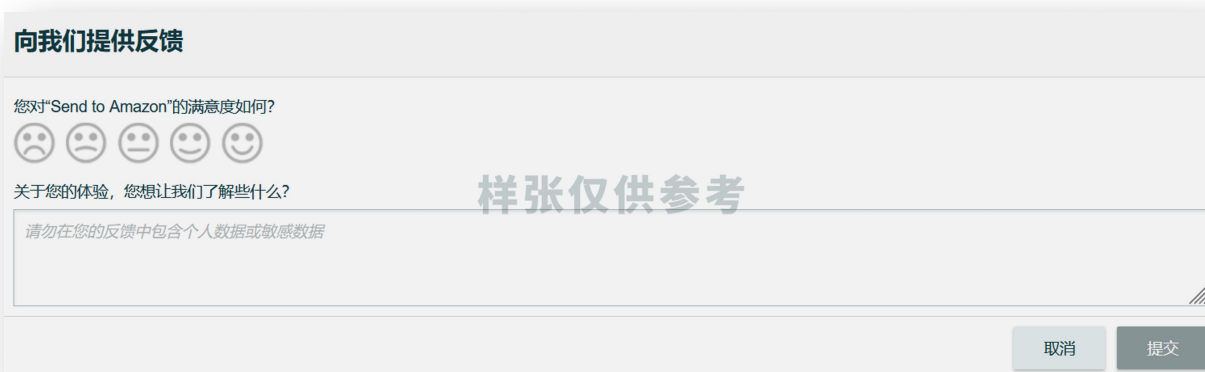 向我们提供反馈
您对“Send to Amazon”的满意度如何?
关于您的体验，您想让我们了解些什么?
样张仅供参考
请勿在您的反馈中包含个人数据或敏感数据
取消
提交